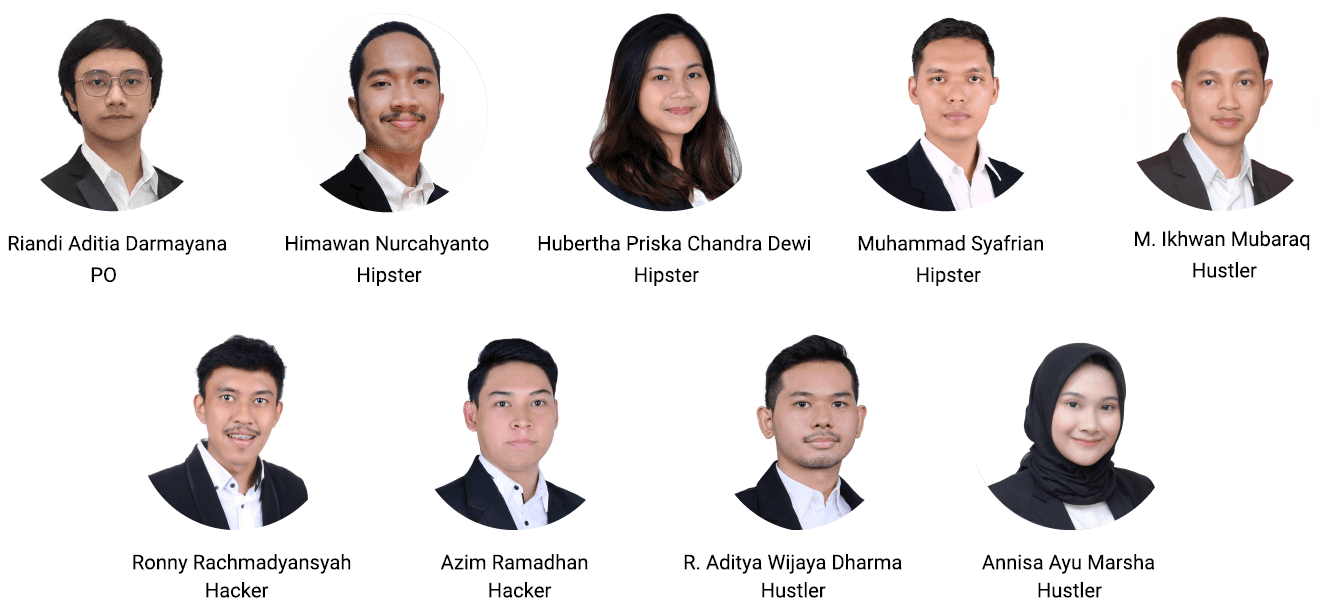 Riandi Aditia Darmayana
PO
Himawan Nurcahyanto
Hipster
Hubertha Priska Chandra Dewi
Hipster
Muhammad Syafrian
Hipster
M. Ikhwan Mubaraq
Hustler
Ronny Rachmadyansyah
Hacker
Azim Ramadhan
Hacker
R. Aditya Wijaya Dharma
Hustler
Annisa Ayu Marsha
Hustler